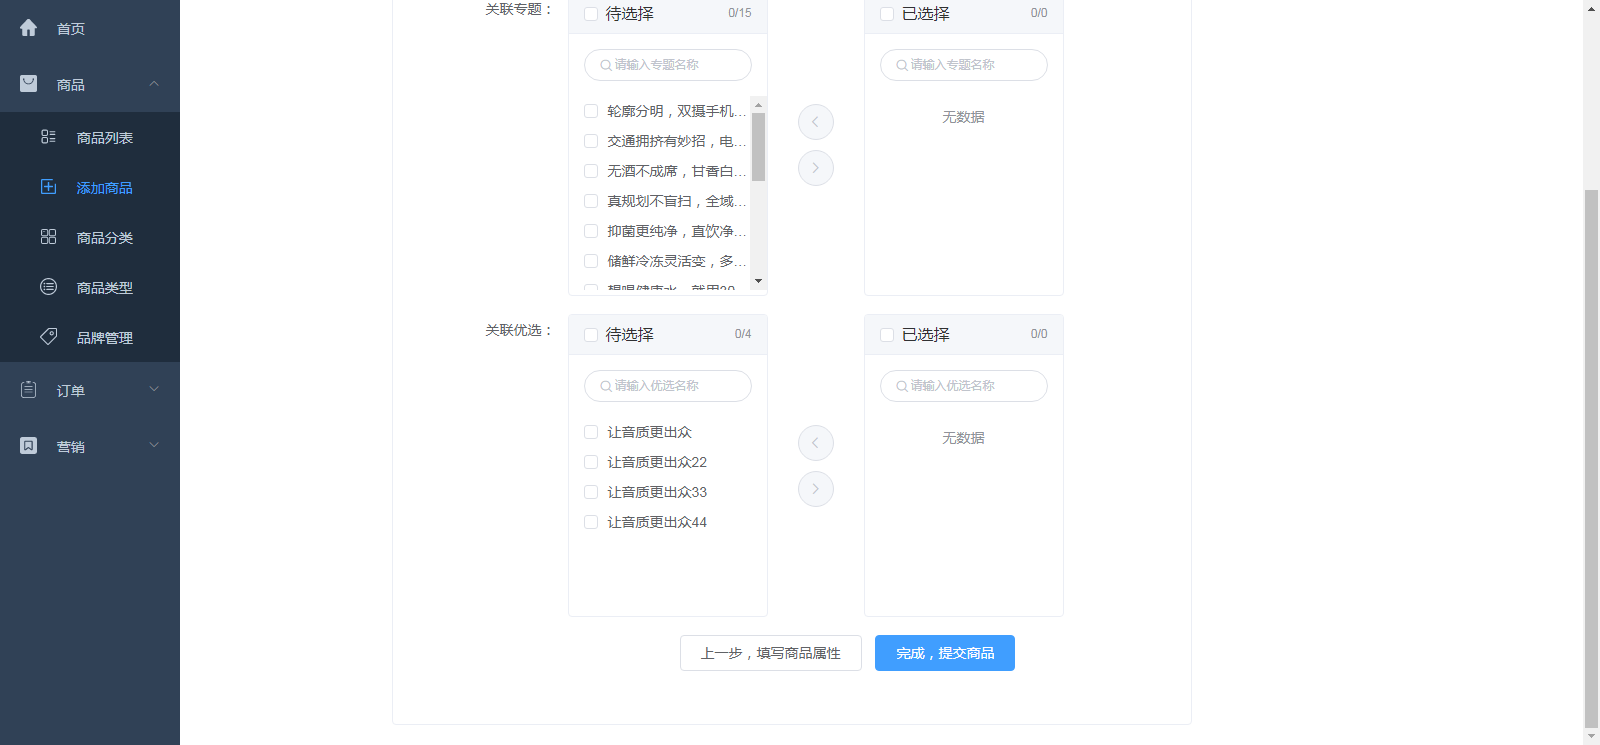 首页
商品
商品列表
添加商品
商品分类
商品类型
品牌管理
订单
营销
关联专题：
待选择 0/15
请输入专题名称
轮廓分明，双摄手机...
交通拥挤有妙招，电...
无酒不成席，甘香白...
真规划不盲扫，全域...
抑菌更纯净，直饮净...
储鲜冷冻灵活变，多...
已选择 0/0
请输入专题名称
无数据
关联优选：
待选择 0/4
请输入优选名称
让音质更出众
让音质更出众22
让音质更出众33
让音质更出众44
已选择 0/0
请输入优选名称
无数据
上一步，填写商品属性
完成，提交商品